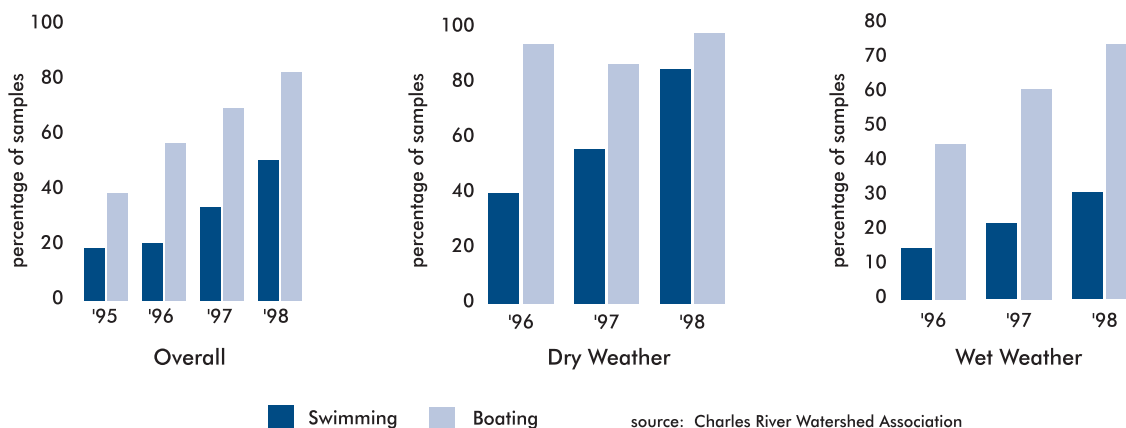 percentage of samples
100
80
60
40
20
0
'95 '96 '97 '98
Overall
percentage of samples
100
80
60
40
20
0
'96 '97 '98
Dry Weather
percentage of samples
80
70
60
50
40
30
20
10
0
'96 '97 '98
Wet Weather
Swimming Boating source: Charles River Watershed Association